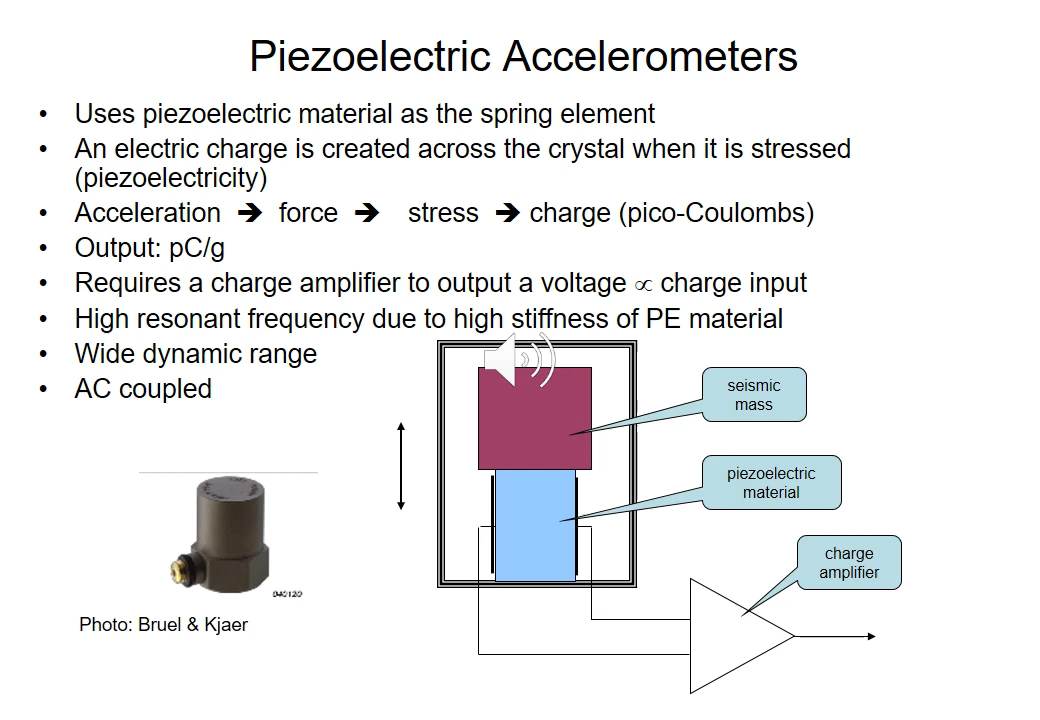 Piezoelectric Accelerometers
• Uses piezoelectric material as the spring element
• An electric charge is created across the crystal when it is stressed
(piezoelectricity)
• Acceleration ➔ force ➔ stress ➔ charge (pico-Coulombs)
• Output: pC/g
• Requires a charge amplifier to output a voltage ∝ charge input
• High resonant frequency due to high stiffness of PE material
• Wide dynamic range
• AC coupled
seismic
mass
piezoelectric
material
charge
amplifier
040120
Photo: Bruel & Kjaer